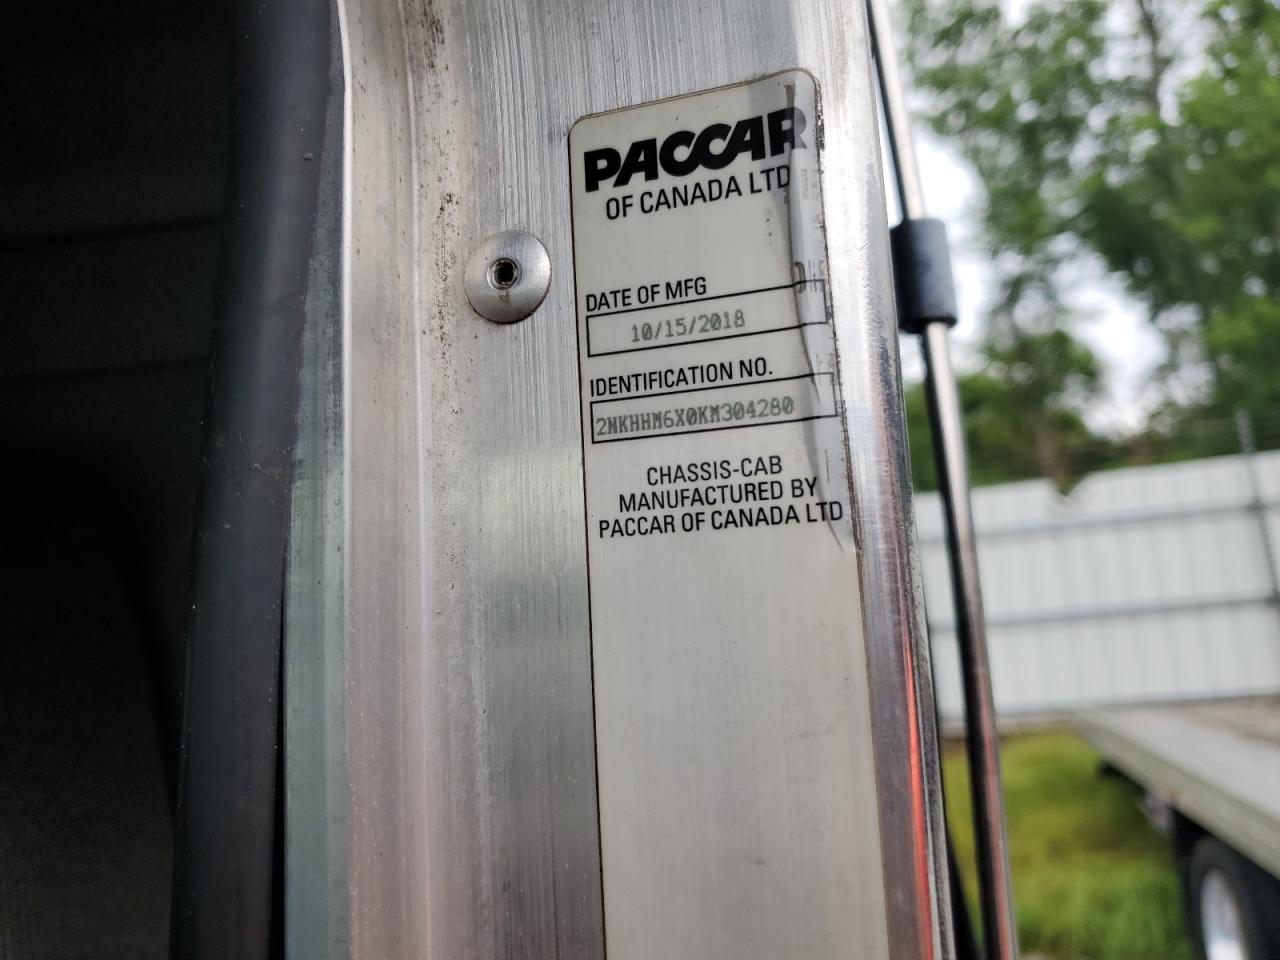 PACCAR
OF CANADA LTD
DATE OF MFG
10/15/2018
IDENTIFICATION NO.
2NKHHM6X0KM304280
CHASSIS-CAB
MANUFACTURED BY
PACCAR OF CANADA LTD